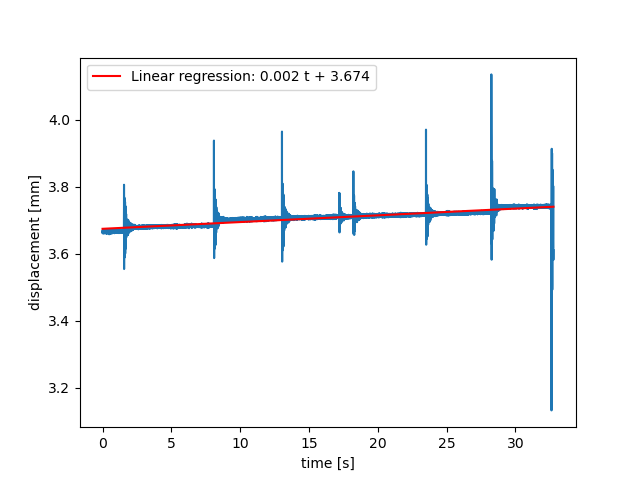 Linear regression: 0.002 t + 3.674
4.0
3.8
3.6
3.4
3.2
displacement [mm]
0 5 10 15 20 25 30
time [s]